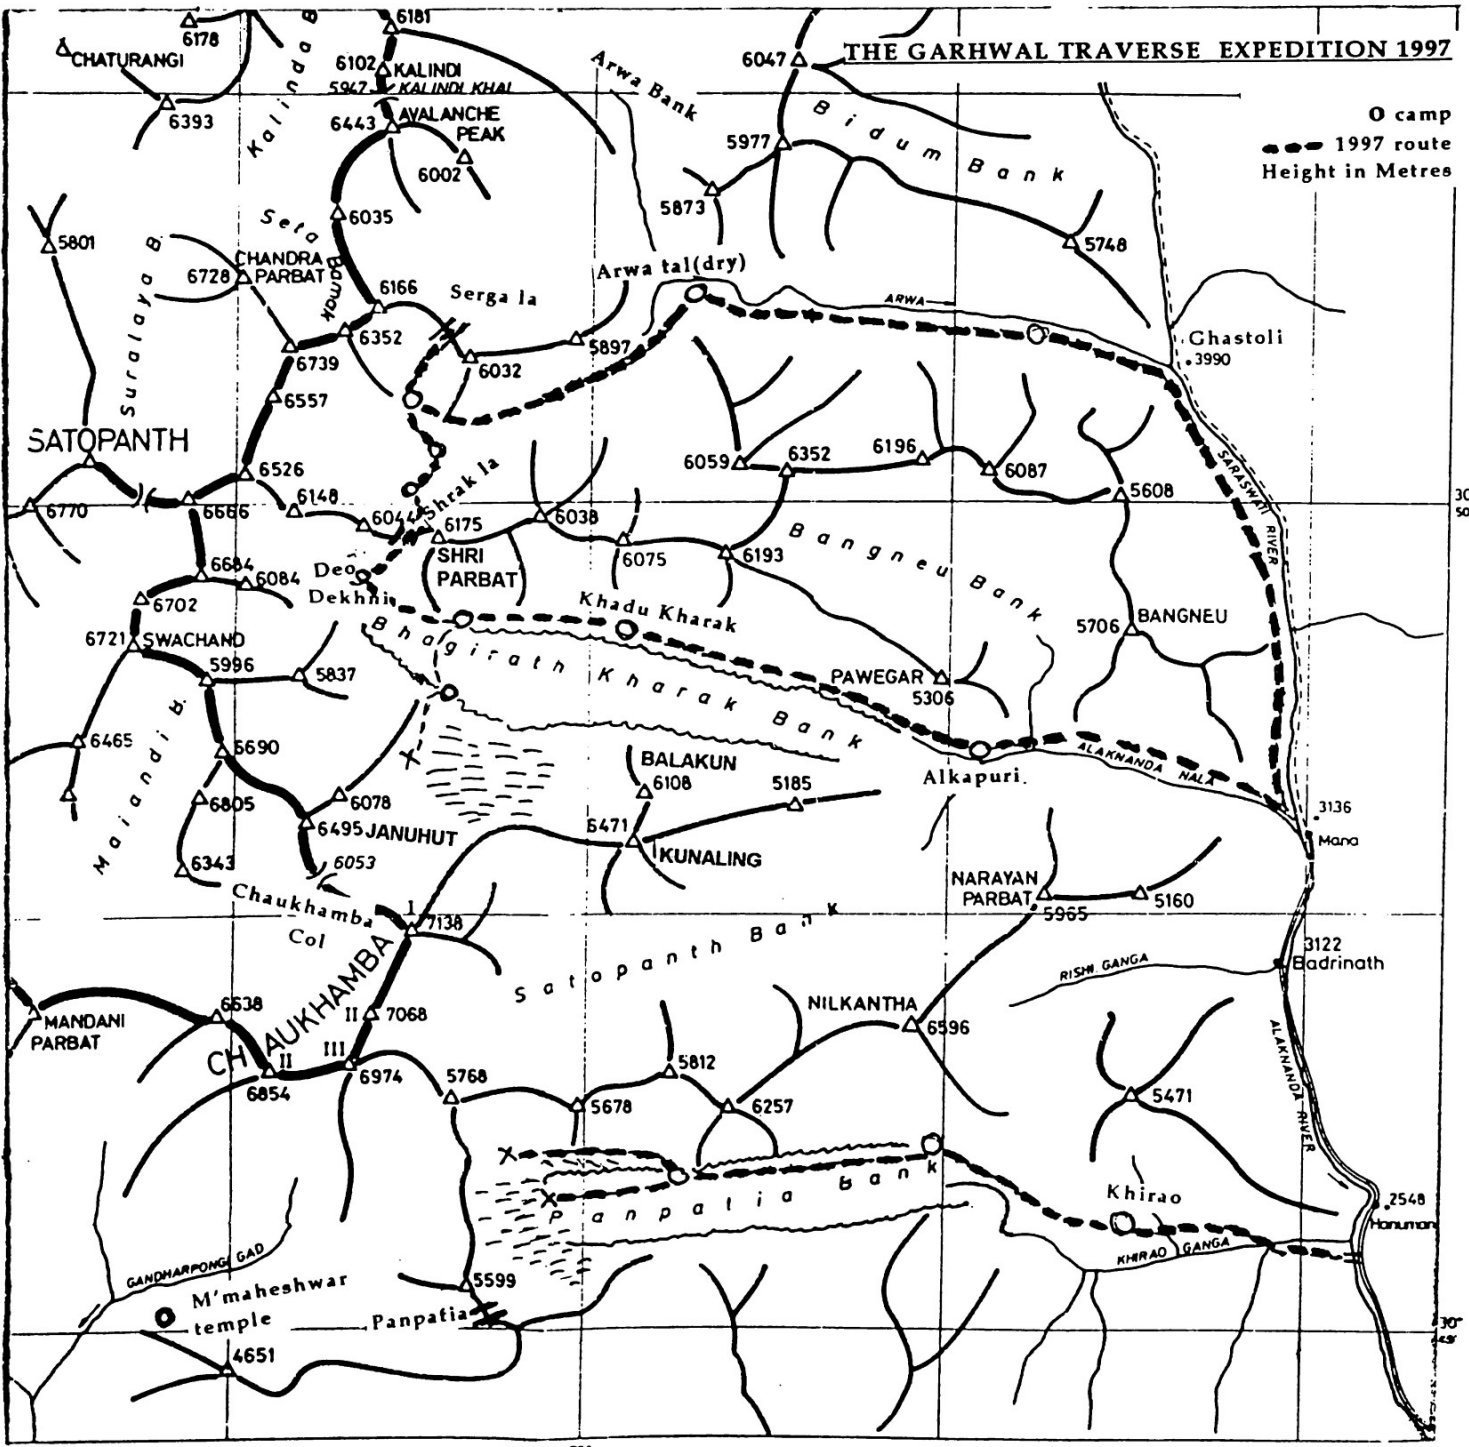 6178
6181
CHATURANGI
6102
KALINDI
5947
KALINDI KHAL
Kalinda B
6393
6443
AVALANCHE
PEAK
6002
Arwa Bank
6047
THE GARHWAL TRAVERSE EXPEDITION 1997
O camp
1997 route
Height in Metres
5977
Bidum Bank
5873
5748
5801
6035
Seta Bamak
Suralaya B.
CHANDRA
PARBAT
6728
6166
Serga la
Arwa tal(dry)
ARWA
6352
6739
5897
6032
Ghastoli
3990
6557
SATOPANTH
6526
6059
6352
6196
6087
5608
SARASWATI RIVER
6770
6666
6148
6044
Shrak la
6175
SHRI
PARBAT
6038
6075
6193
Bangneu Bank
30
50
6684
6084
Deo
Dekhni
6702
6721
SWACHAND
5996
5837
Khadu Kharak
Bhagirath Kharak Bank
PAWEGAR
5306
5706
BANGNEU
6465
Maiandi B.
5690
6805
6078
6495
JANUHUT
6343
6053
BALAKUN
6108
5185
5471
KUNALING
Alkapuri.
ALAKNANDA NALA
3136
Mana
Chaukhamba
Col
I
7138
NARAYAN
PARBAT
5965
5160
Satopanth Bank
CHAUKHAMBA
3122
Badrinath
RISHI GANGA
MANDANI
PARBAT
6638
II
7068
III
II
6854
6974
NILKANTHA
6596
5768
5678
5812
6257
5471
ALAKNANDA RIVER
Panpatia Bank
Khirao
2548
Hanuman
KHIRAO GANGA
GANDHARPONGI GAD
M'maheshwar
temple
5599
Panpatia
4651
30°